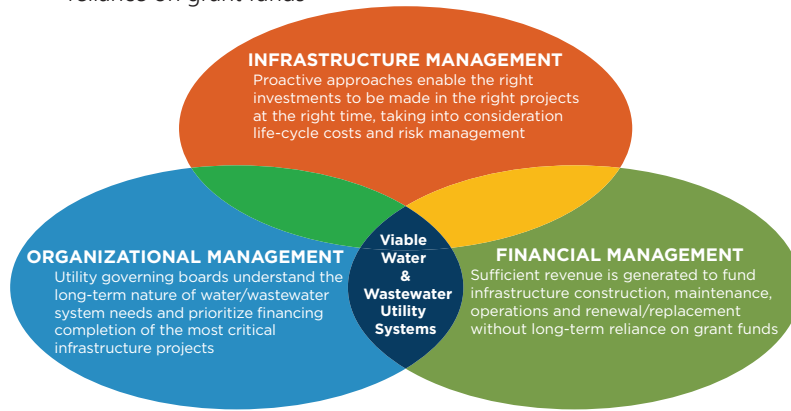 reliance on grant funds
INFRASTRUCTURE MANAGEMENT
Proactive approaches enable the right
investments to be made in the right projects
at the right time, taking into consideration
life-cycle costs and risk management
ORGANIZATIONAL MANAGEMENT
Utility governing boards understand the
long-term nature of water/wastewater
system needs and prioritize financing
completion of the most critical
infrastructure projects
Viable
Water
&
Wastewater
Utility
Systems
FINANCIAL MANAGEMENT
Sufficient revenue is generated to fund
infrastructure construction, maintenance,
operations and renewal/replacement
without long-term reliance on grant funds